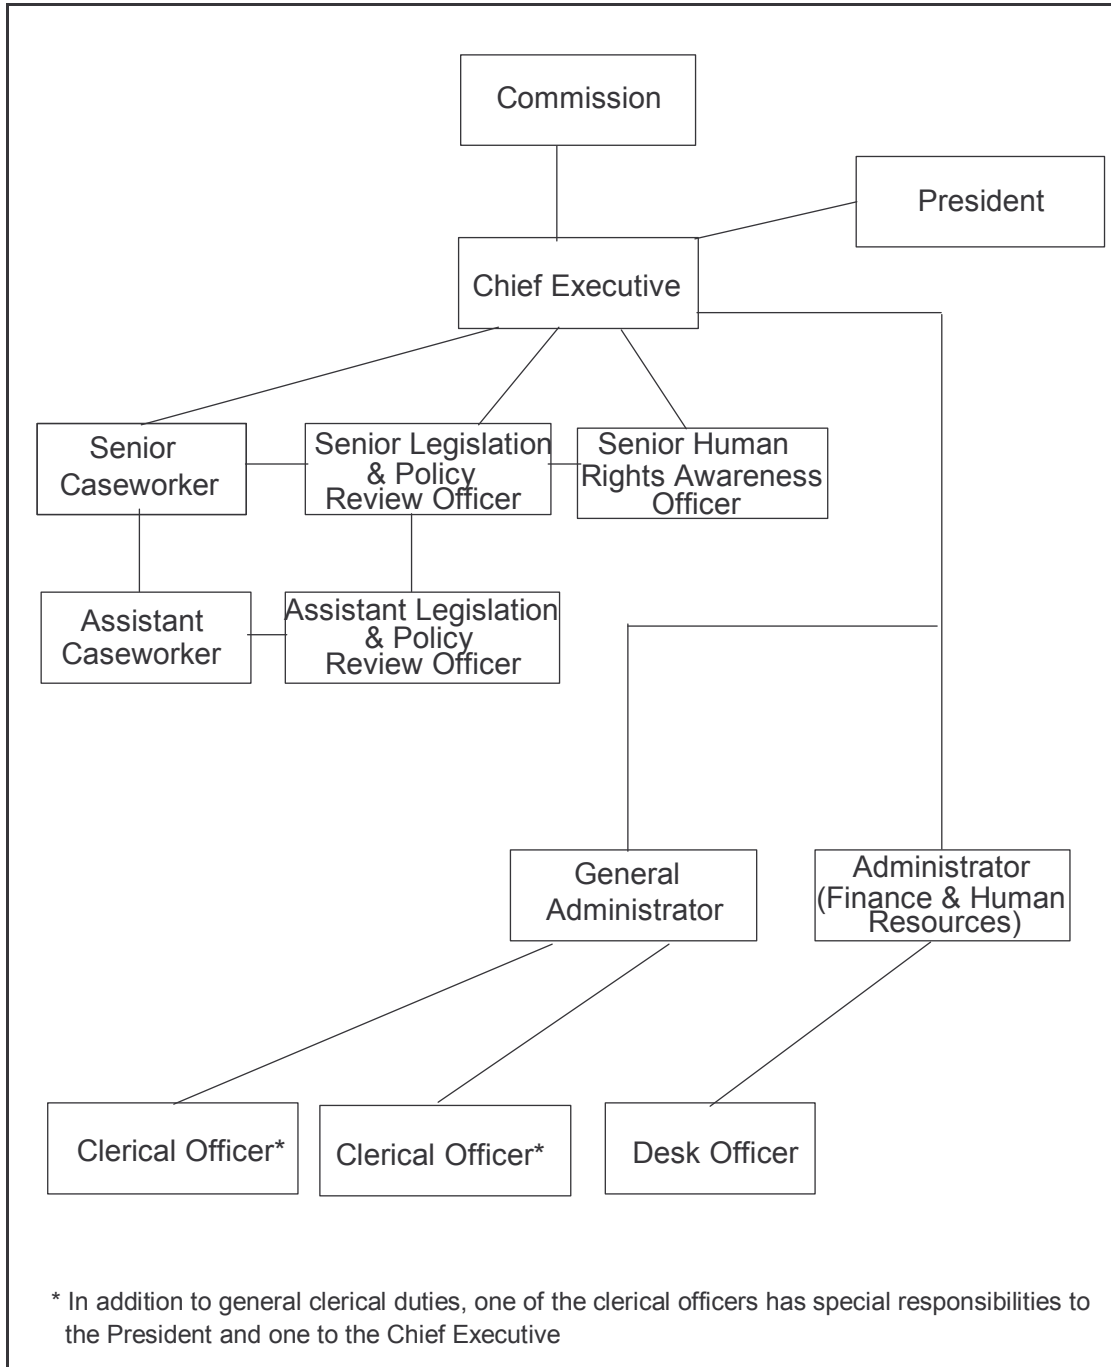 Commission
President
Chief Executive
Senior
Caseworker
Senior Legislation
& Policy
Review Officer
Senior Human
Rights Awareness
Officer
Assistant
Caseworker
Assistant Legislation
& Policy
Review Officer
General
Administrator
Administrator
(Finance & Human
Resources)
Clerical Officer*
Clerical Officer*
Desk Officer
* In addition to general clerical duties, one of the clerical officers has special responsibilities to
the President and one to the Chief Executive